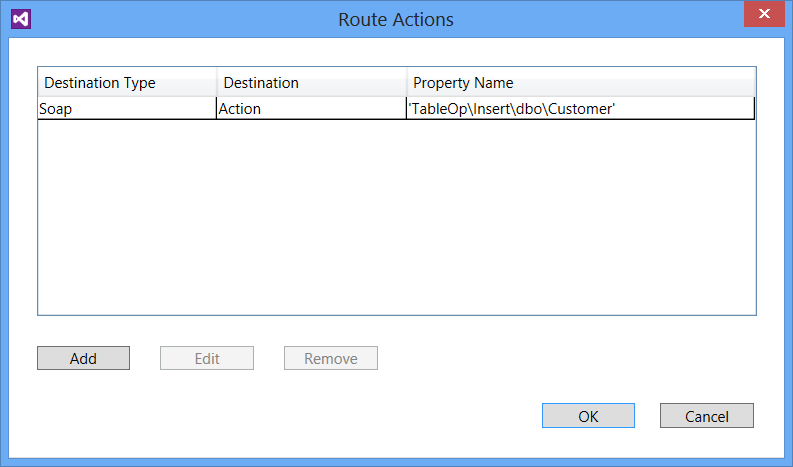 Route Actions
Destination Type Destination Property Name
Soap Action 'TableOp\Insert\dbo\Customer'
Add Edit Remove
OK Cancel